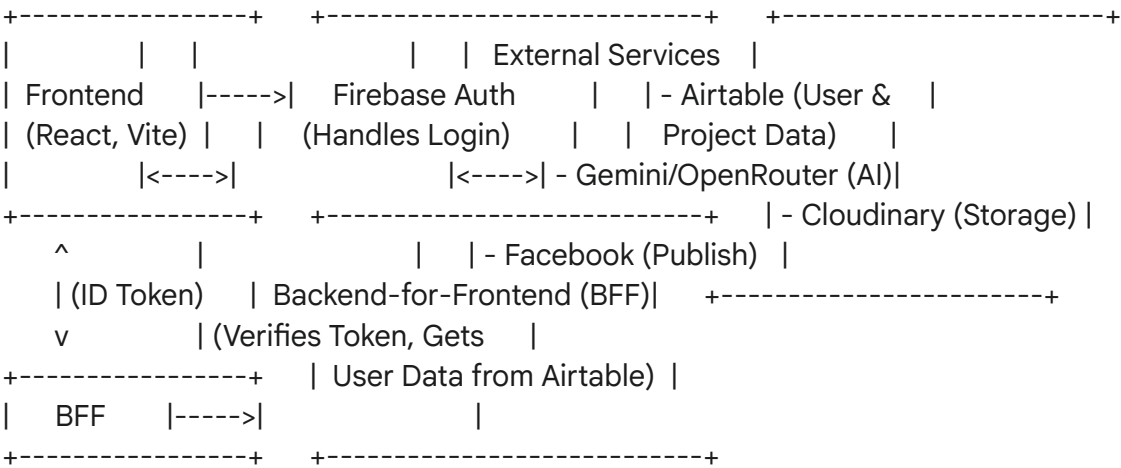 +-----------------+ +----------------------------+ +------------------------+
| | | | | External Services |
| Frontend |----->| Firebase Auth | | - Airtable (User & |
| (React, Vite) | | (Handles Login) | | Project Data) |
| |<---->| |<---->| - Gemini/OpenRouter (AI)|
+-----------------+ +----------------------------+ | - Cloudinary (Storage) |
^ | | | - Facebook (Publish) |
| (ID Token) | Backend-for-Frontend (BFF)| +------------------------+
v | (Verifies Token, Gets |
+-----------------+ | User Data from Airtable) |
| BFF |----->| |
+-----------------+ +----------------------------+